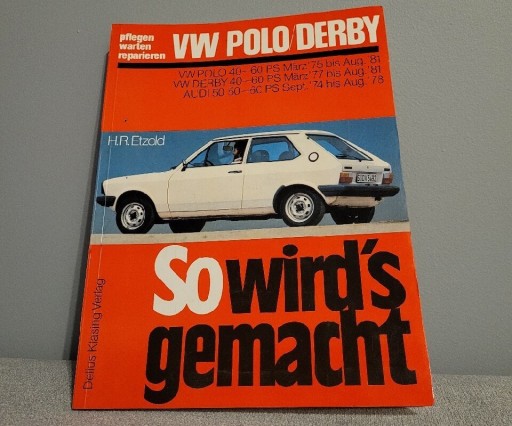 pflegen
warten
reparieren
VW POLO/DERBY
VW POLO 40-60 PS März '75 bis Aug. '81
VW DERBY 40-60 PS März '77 bis Aug. '81
AUDI 50 50-60 PS Sept. '74 bis Aug. '78
H.R. Etzold
So wird's
gemacht
Delius Klasing Verlag